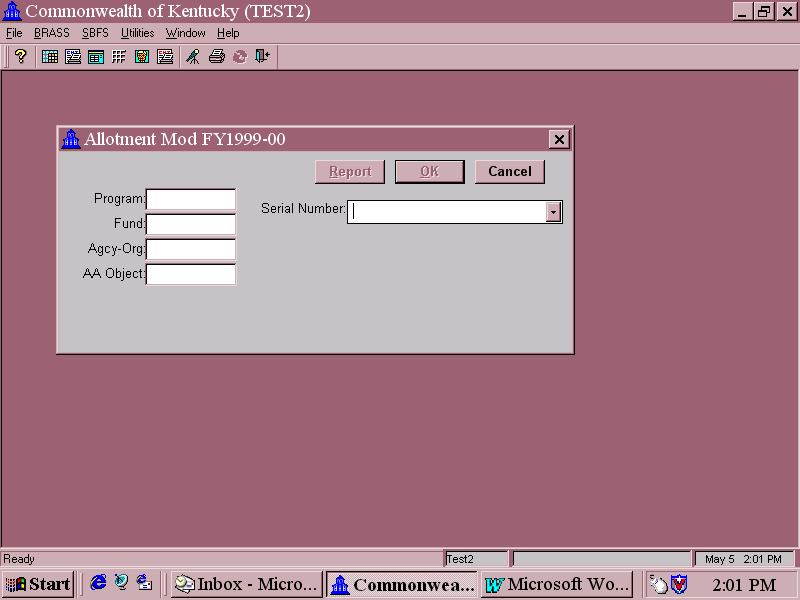 Commonwealth of Kentucky (TEST2)
File BRASS SBFS Utilities Window Help
Allotment Mod FY1999-00
Report OK Cancel
Program:
Serial Number:
Fund:
Agcy-Org:
AA Object:
Ready Test2 May 5 2:01 PM
Start Inbox - Micro... Commonwea... Microsoft Wo... 2:01 PM